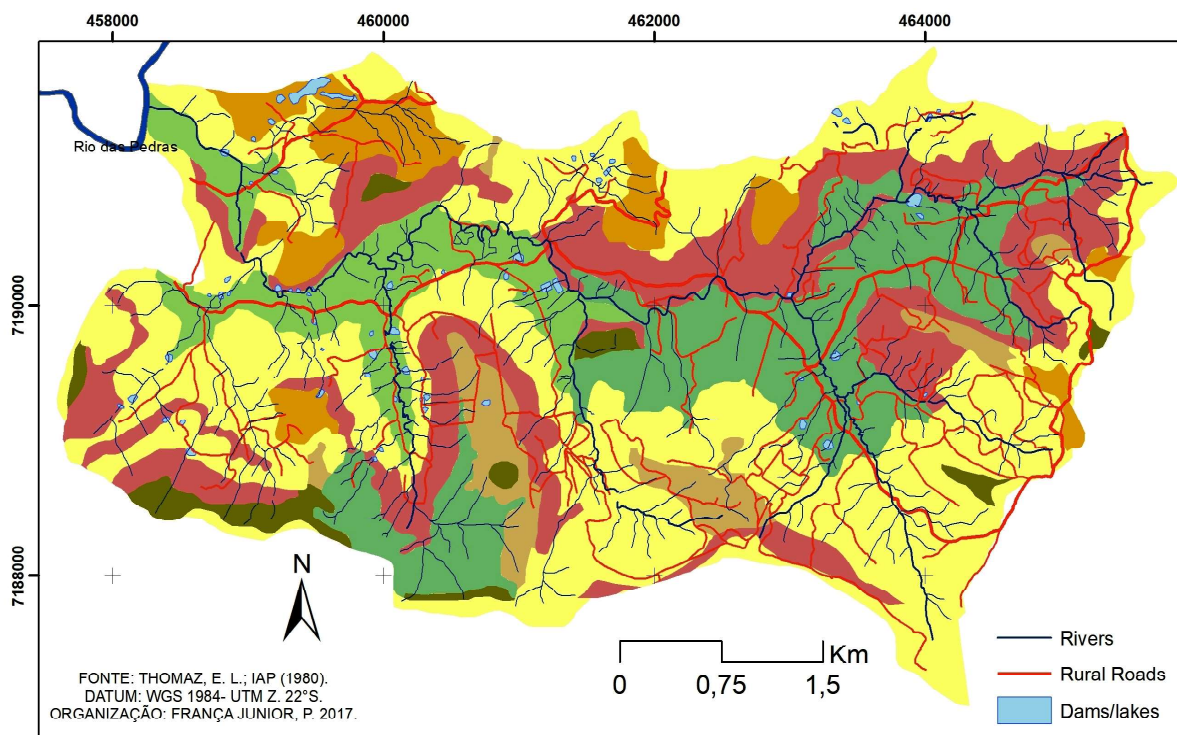 458000
460000
462000
464000
Rio das Pedras
7190000
7188000
N
Km
0
0,75
1,5
Rivers
Rural Roads
Dams/lakes
FONTE: THOMAZ, E. L.; IAP (1980).
DATUM: WGS 1984- UTM Z. 22°S.
ORGANIZAÇÃO: FRANÇA JUNIOR, P. 2017.